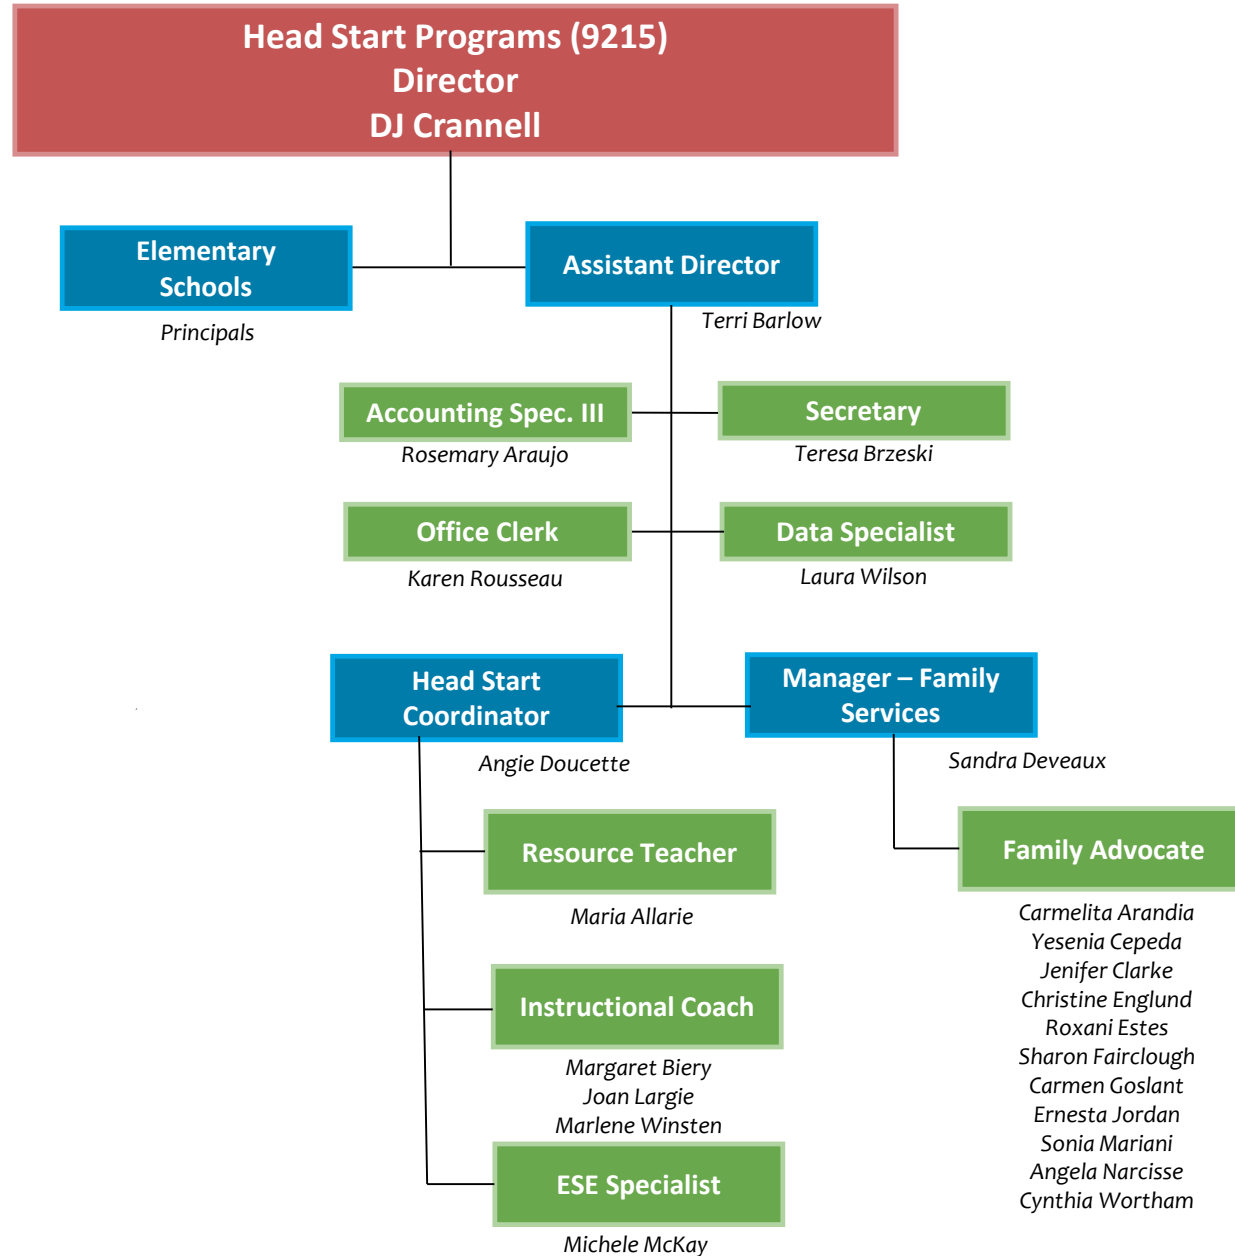 Head Start Programs (9215)
Director
DJ Crannell
Elementary
Schools
Principals
Assistant Director
Terri Barlow
Accounting Spec. III
Rosemary Araujo
Secretary
Teresa Brzeski
Office Clerk
Karen Rousseau
Data Specialist
Laura Wilson
Head Start
Coordinator
Angie Doucette
Manager – Family
Services
Sandra Deveaux
Resource Teacher
Maria Allarie
Instructional Coach
Margaret Biery
Joan Largie
Marlene Winsten
ESE Specialist
Michele McKay
Family Advocate
Carmelita Arandia
Yesenia Cepeda
Jenifer Clarke
Christine Englund
Roxani Estes
Sharon Fairclough
Carmen Goslant
Ernesta Jordan
Sonia Mariani
Angela Narcisse
Cynthia Wortham